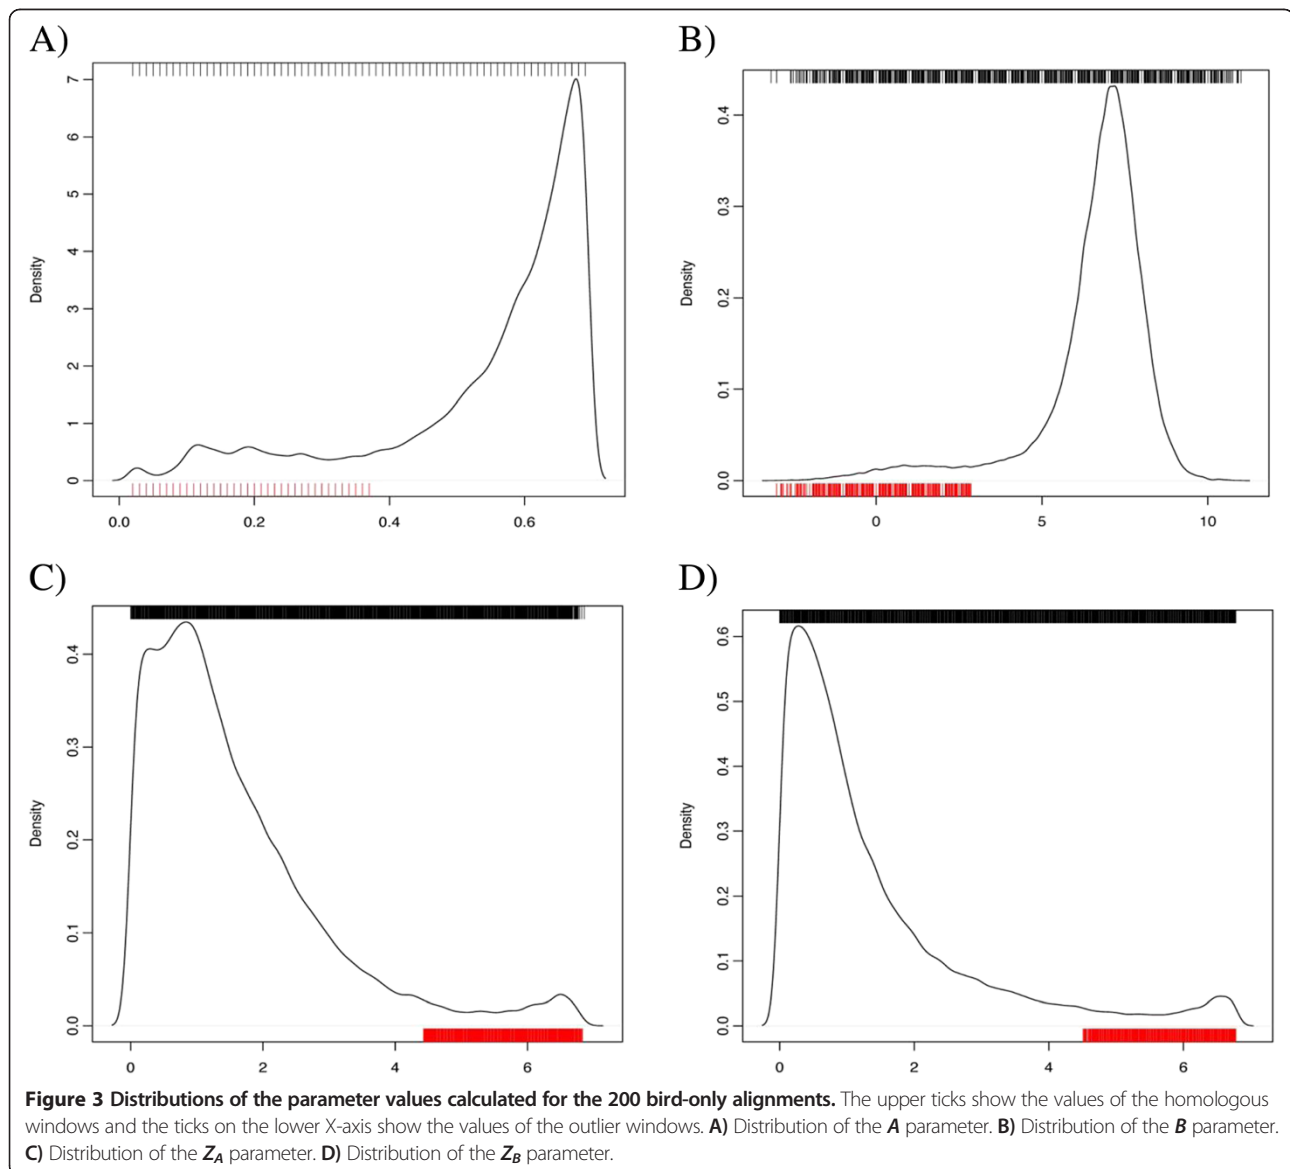 A)
Density
0 1 2 3 4 5 6 7
0.0 0.2 0.4 0.6
B)
Density
0.0 0.1 0.2 0.3 0.4
0 5 10
C)
Density
0.0 0.1 0.2 0.3 0.4
0 2 4 6
D)
Density
0.0 0.1 0.2 0.3 0.4 0.5 0.6
0 2 4 6
Figure 3 Distributions of the parameter values calculated for the 200 bird-only alignments. The upper ticks show the values of the homologous
windows and the ticks on the lower X-axis show the values of the outlier windows. A) Distribution of the A parameter. B) Distribution of the B parameter.
C) Distribution of the Z_A parameter. D) Distribution of the Z_B parameter.